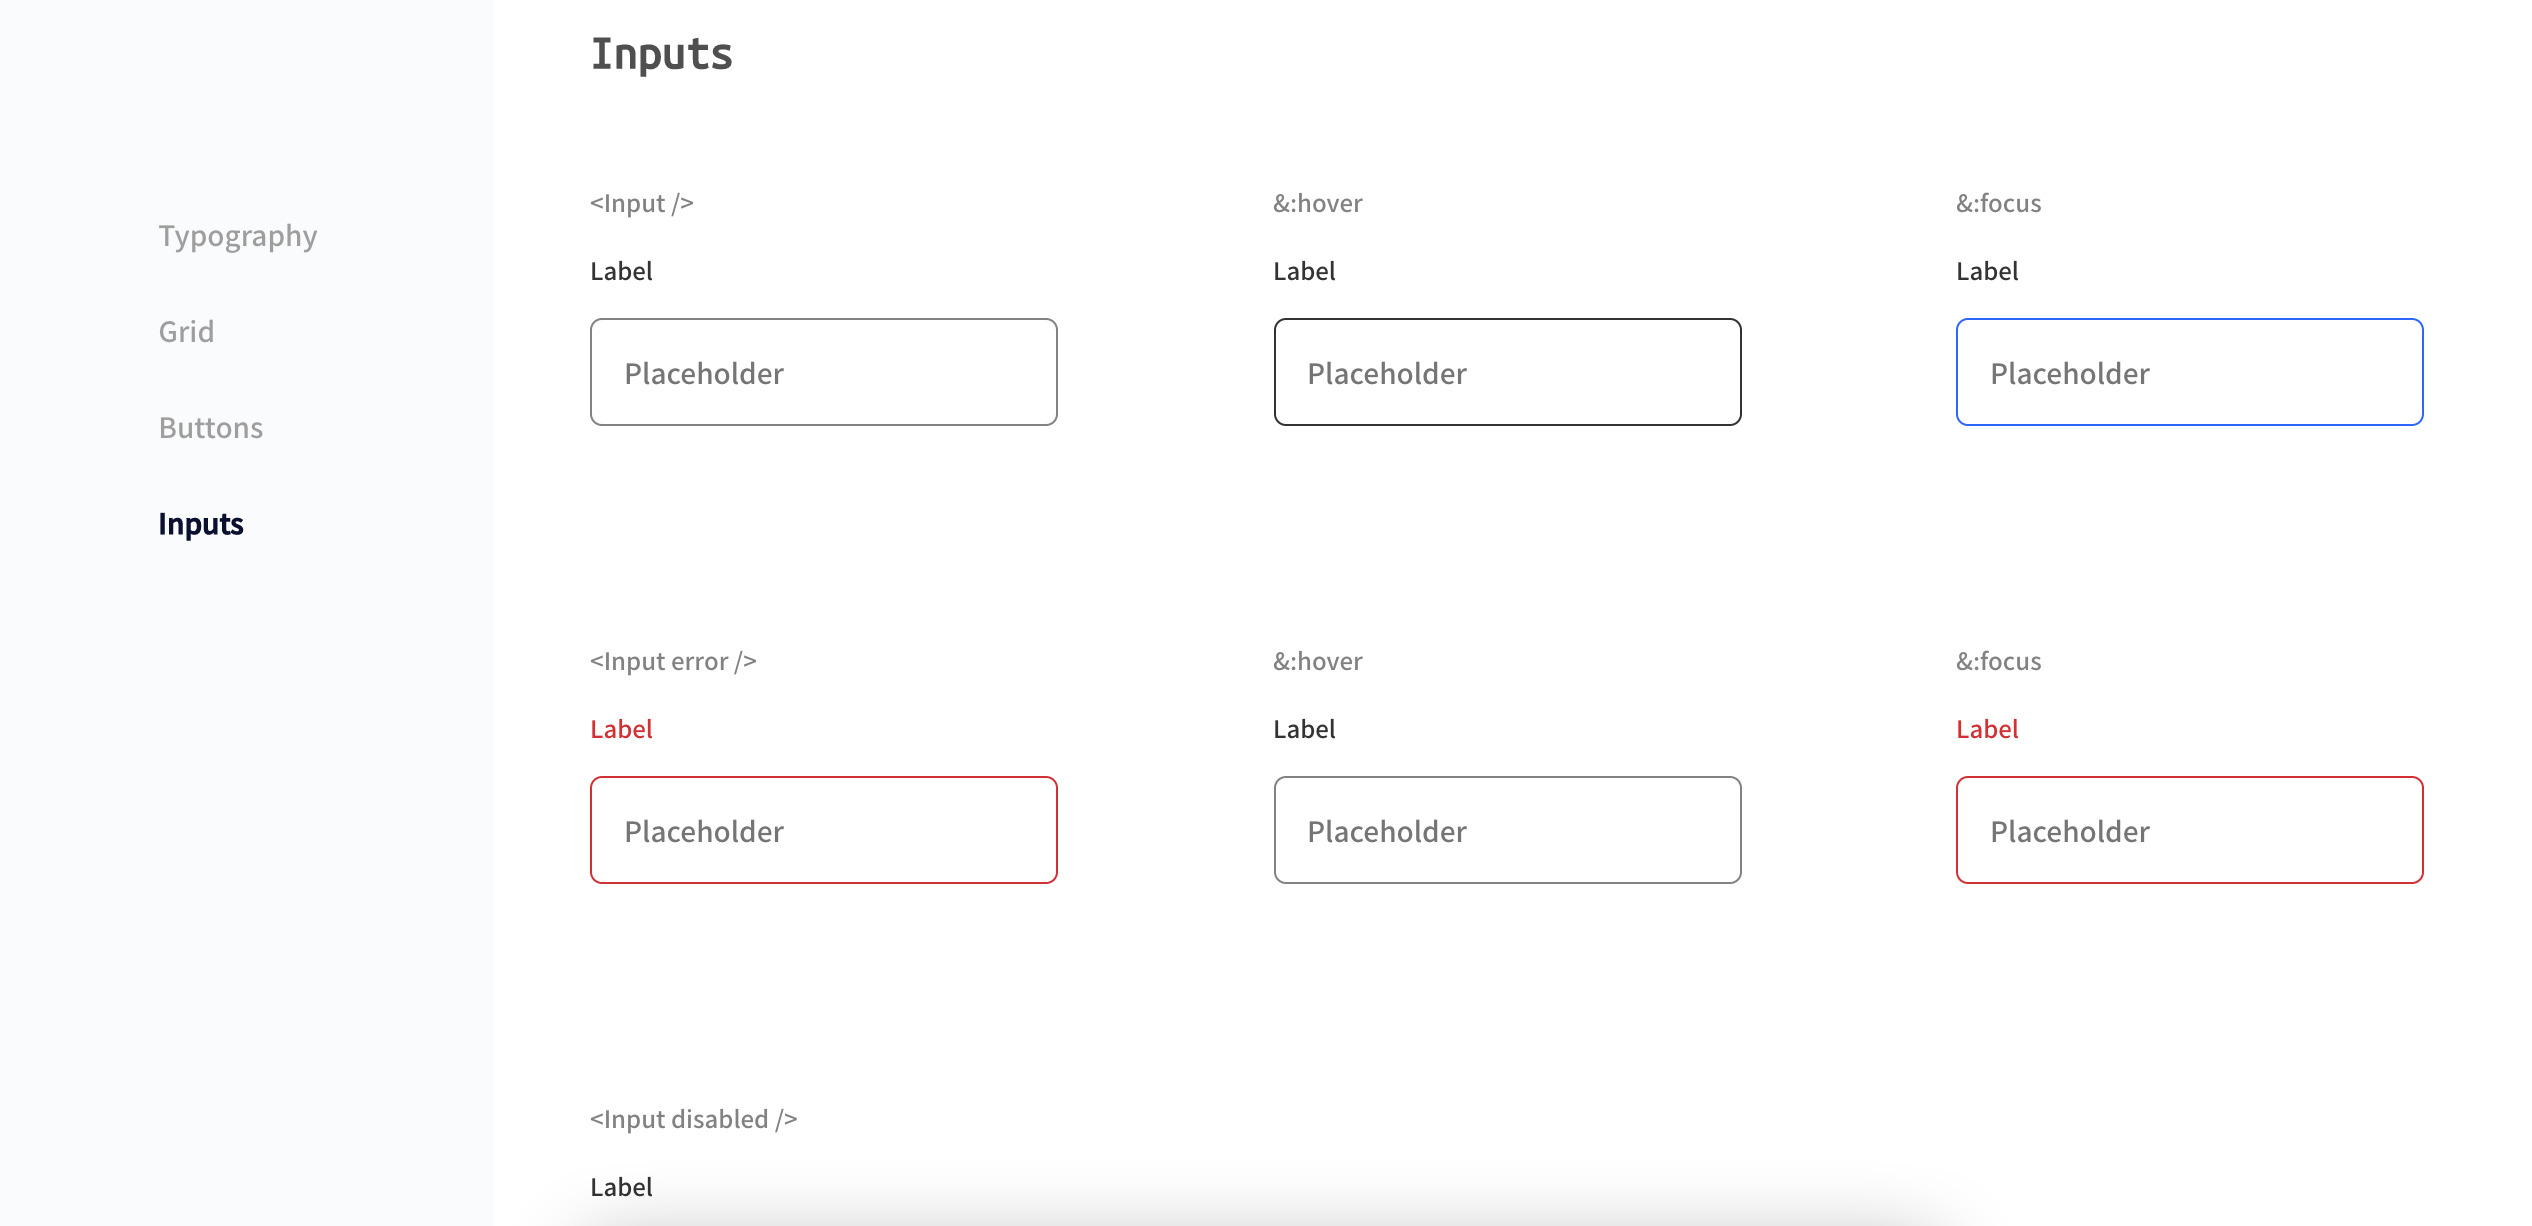 Inputs
Typography
Grid
Buttons
Inputs
<Input />
Label
Placeholder
&:hover
Label
Placeholder
&:focus
Label
Placeholder
<Input error />
Label
Placeholder
&:hover
Label
Placeholder
&:focus
Label
Placeholder
<Input disabled />
Label